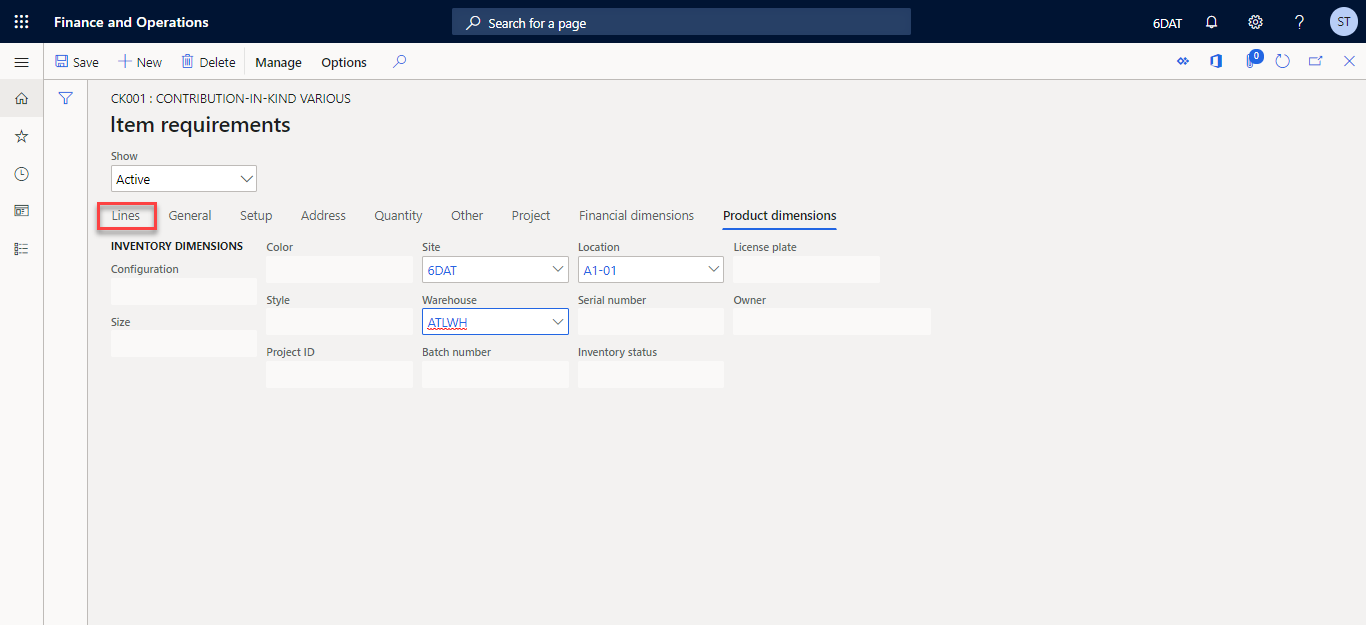 Finance and Operations
Search for a page
6DAT
?
ST
Save
New
Delete
Manage
Options
0
CK001 : CONTRIBUTION-IN-KIND VARIOUS
Item requirements
Show
Active
Lines General Setup Address Quantity Other Project Financial dimensions Product dimensions
INVENTORY DIMENSIONS
Configuration
Size
Color
Style
Project ID
Site
6DAT
Warehouse
ATLWH
Batch number
Location
A1-01
Serial number
Inventory status
License plate
Owner